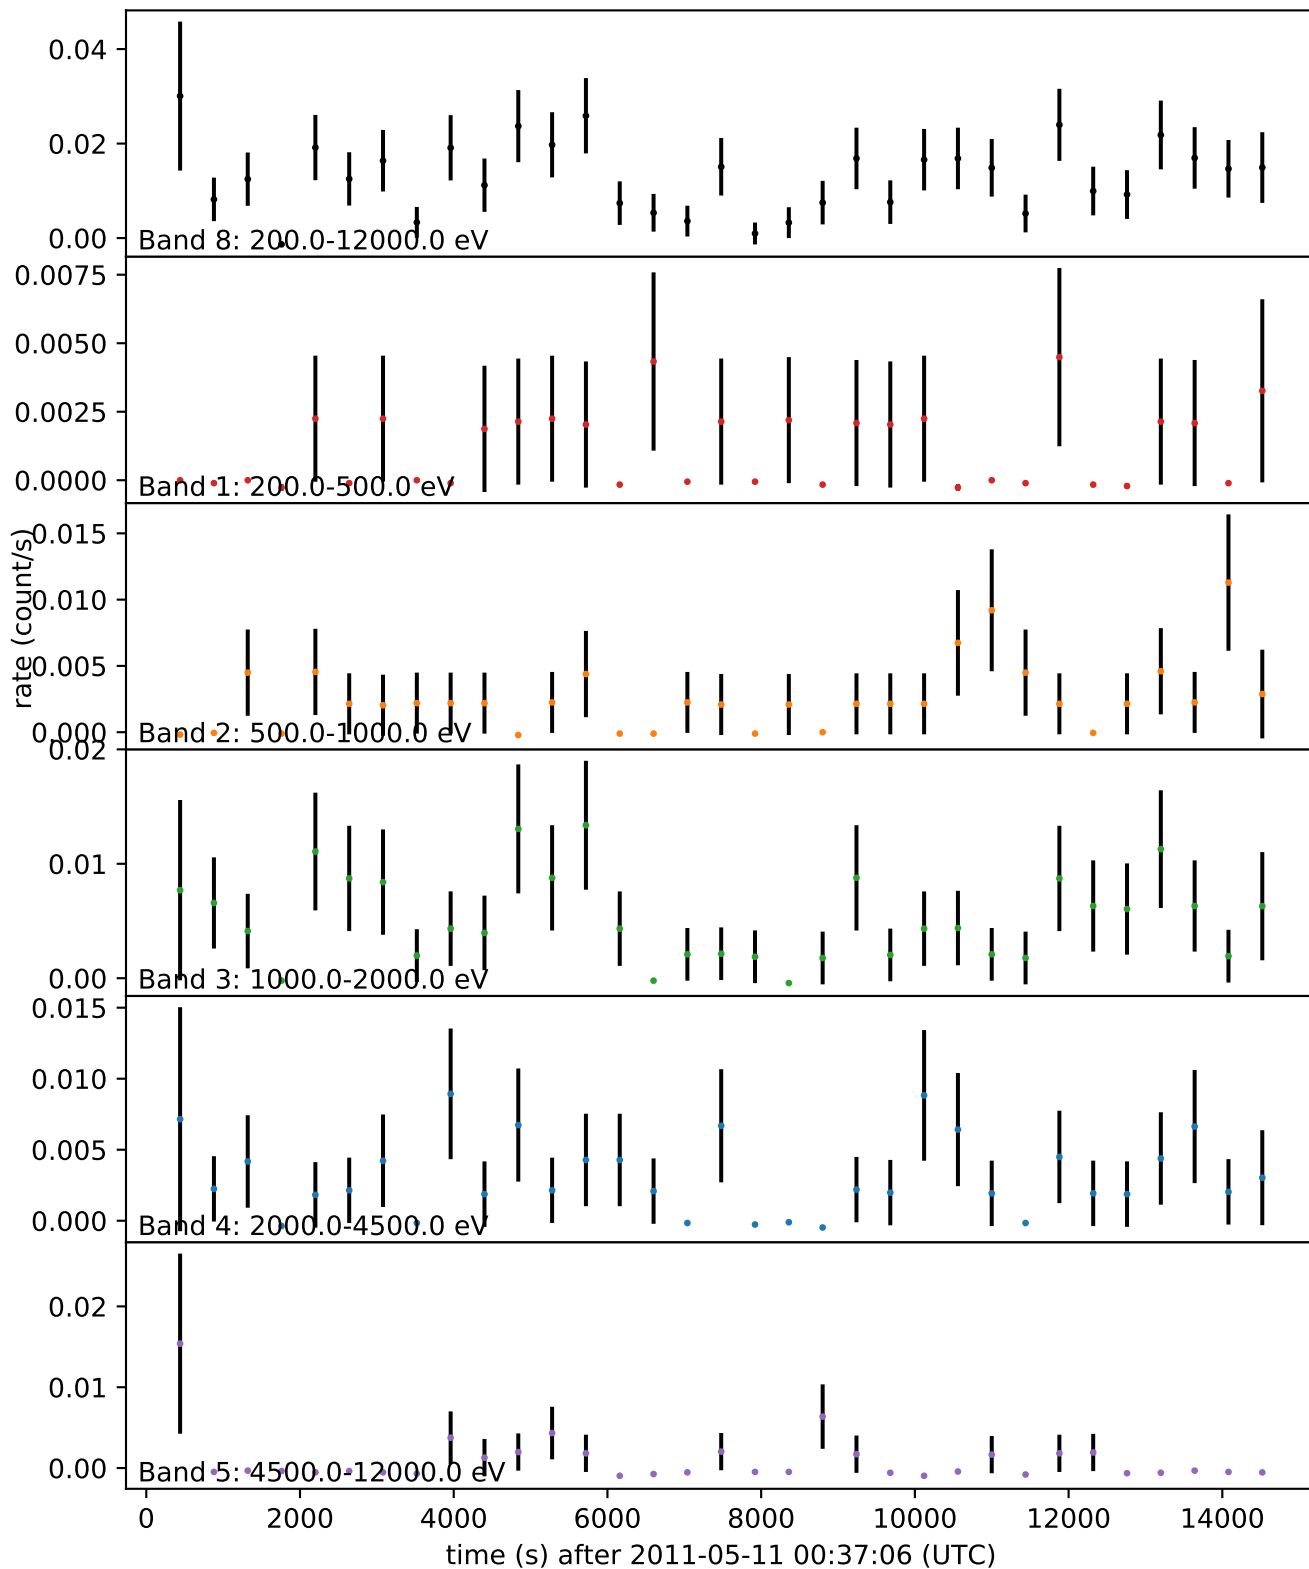 0.04
0.02
0.00
Band 8: 200.0-12000.0 eV
0.0075
0.0050
0.0025
0.0000
Band 1: 200.0-500.0 eV
rate (count/s)
0.015
0.010
0.005
0.000
Band 2: 500.0-1000.0 eV
0.02
0.01
0.00
Band 3: 1000.0-2000.0 eV
0.015
0.010
0.005
0.000
Band 4: 2000.0-4500.0 eV
0.02
0.01
0.00
Band 5: 4500.0-12000.0 eV
0 2000 4000 6000 8000 10000 12000 14000
time (s) after 2011-05-11 00:37:06 (UTC)